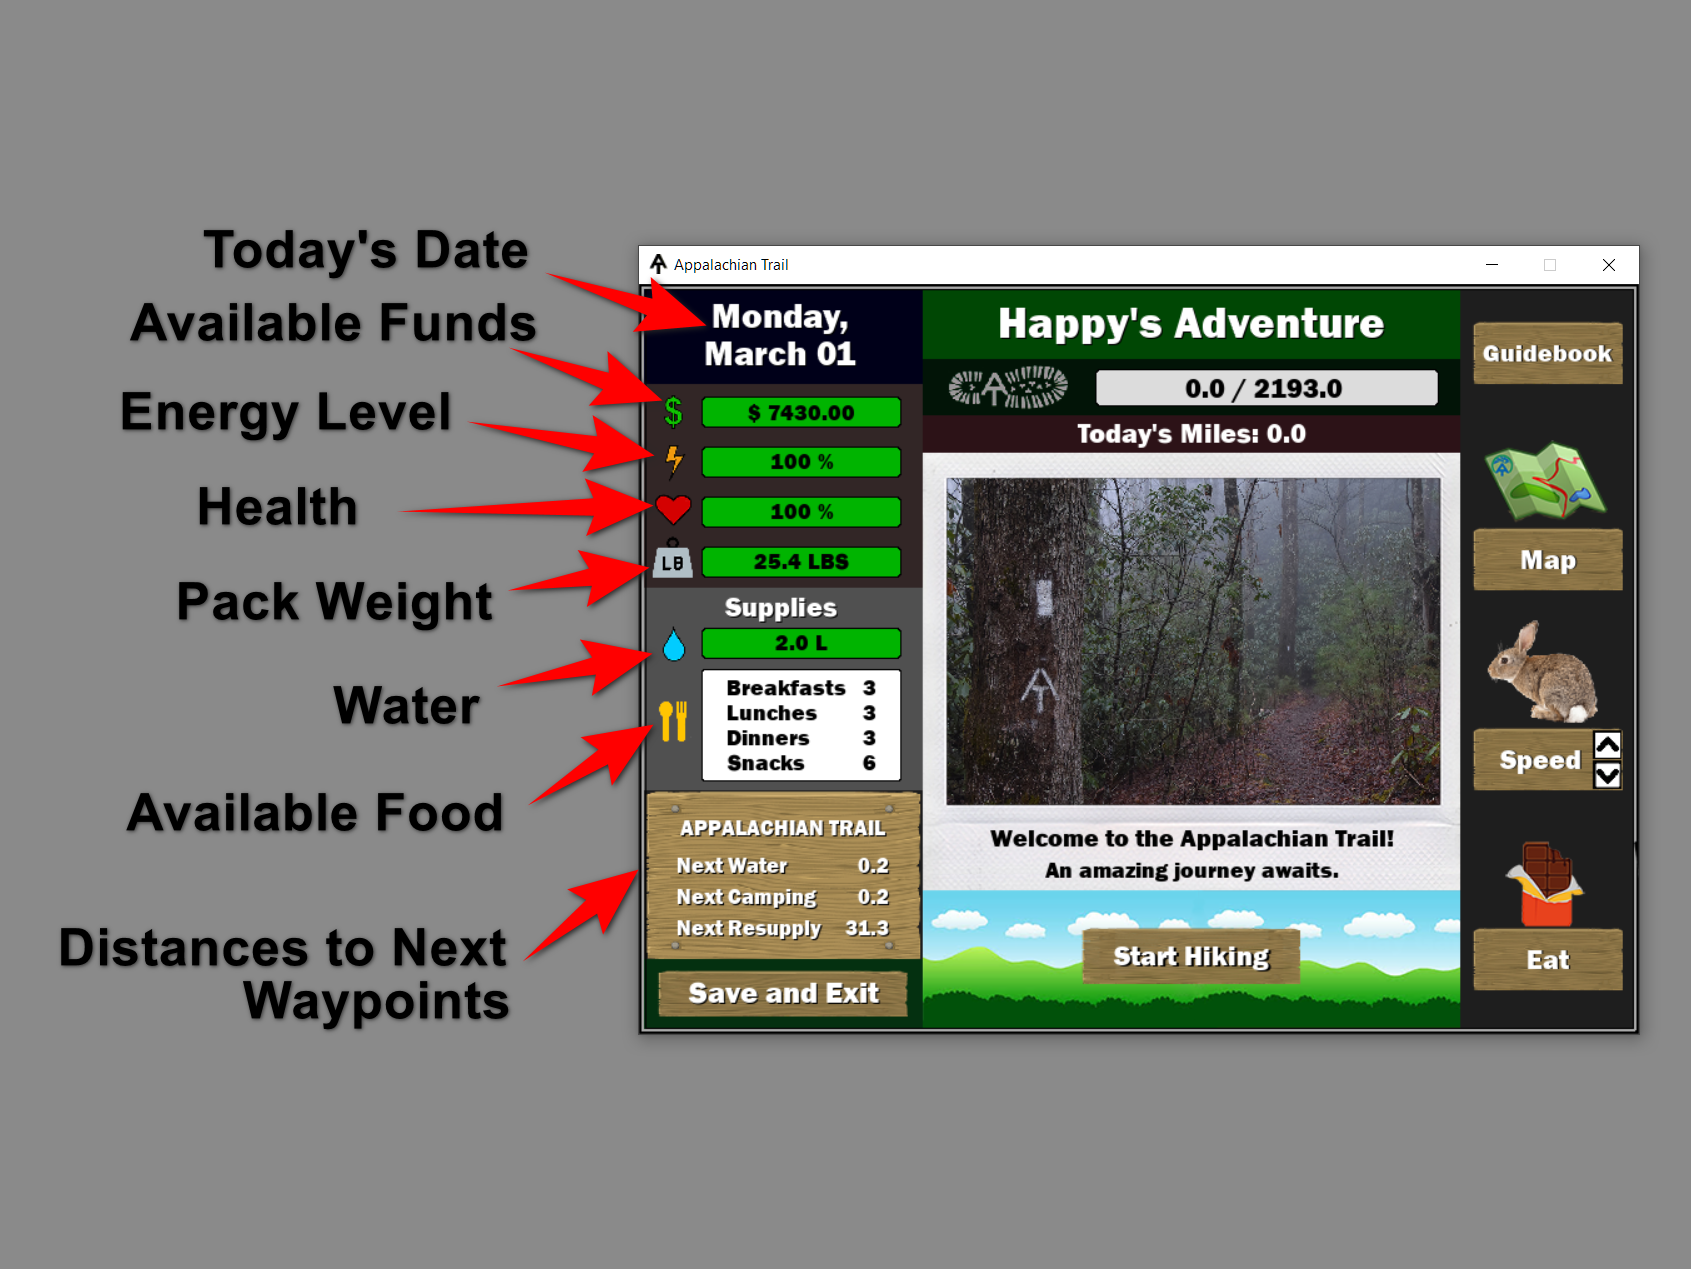 Today's Date
Available Funds
Energy Level
Health
Pack Weight
Water
Available Food
Distances to Next
Waypoints
Appalachian Trail
Monday,
March 01
$
$ 7430.00
100 %
100 %
LB
25.4 LBS
Supplies
2.0 L
Breakfasts 3
Lunches 3
Dinners 3
Snacks 6
APPALACHIAN TRAIL
Next Water 0.2
Next Camping 0.2
Next Resupply 31.3
Save and Exit
Happy's Adventure
0.0 / 2193.0
Today's Miles: 0.0
Welcome to the Appalachian Trail!
An amazing journey awaits.
Start Hiking
Guidebook
Map
Speed
Eat